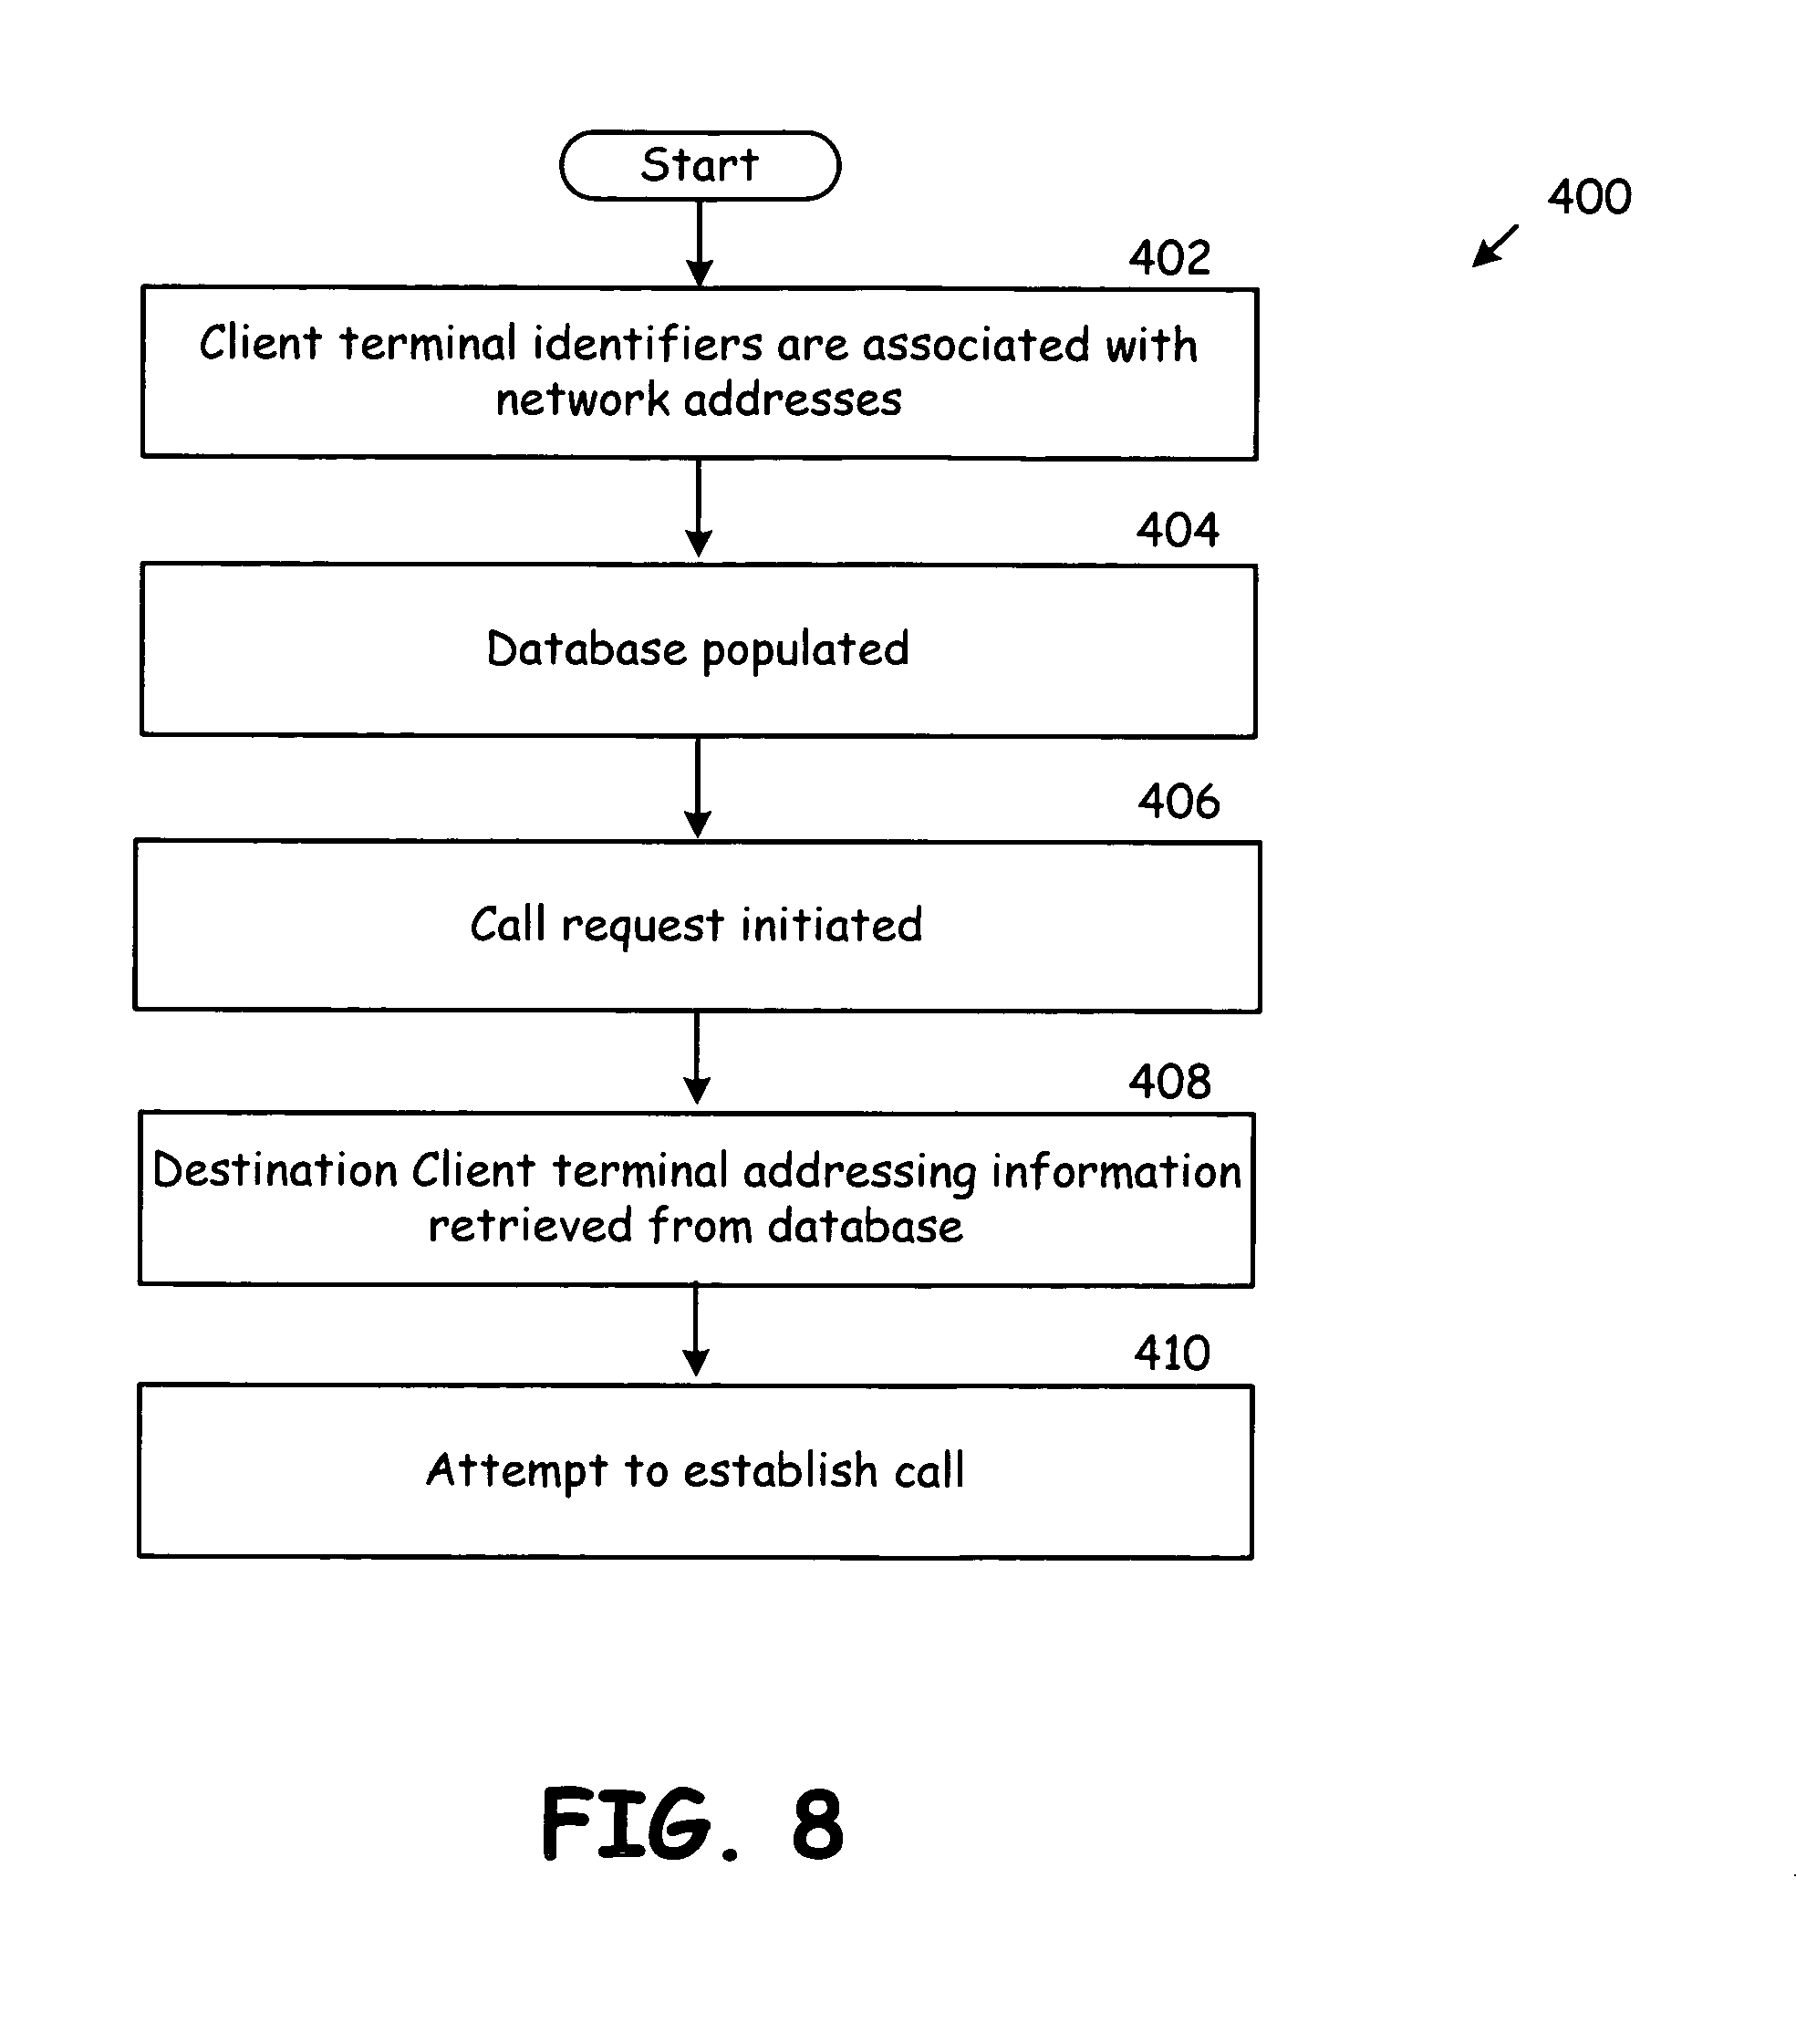 Start
400
402
Client terminal identifiers are associated with
network addresses
404
Database populated
406
Call request initiated
408
Destination Client terminal addressing information
retrieved from database
410
Attempt to establish call
FIG. 8